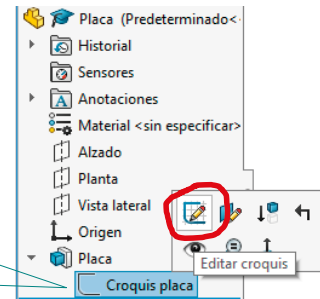 Placa (Predeterminado<
Historial
Sensores
A Anotaciones
Material <sin especificar>
Alzado
Planta
Vista lateral
Origen
Placa
Editar croquis
Croquis placa